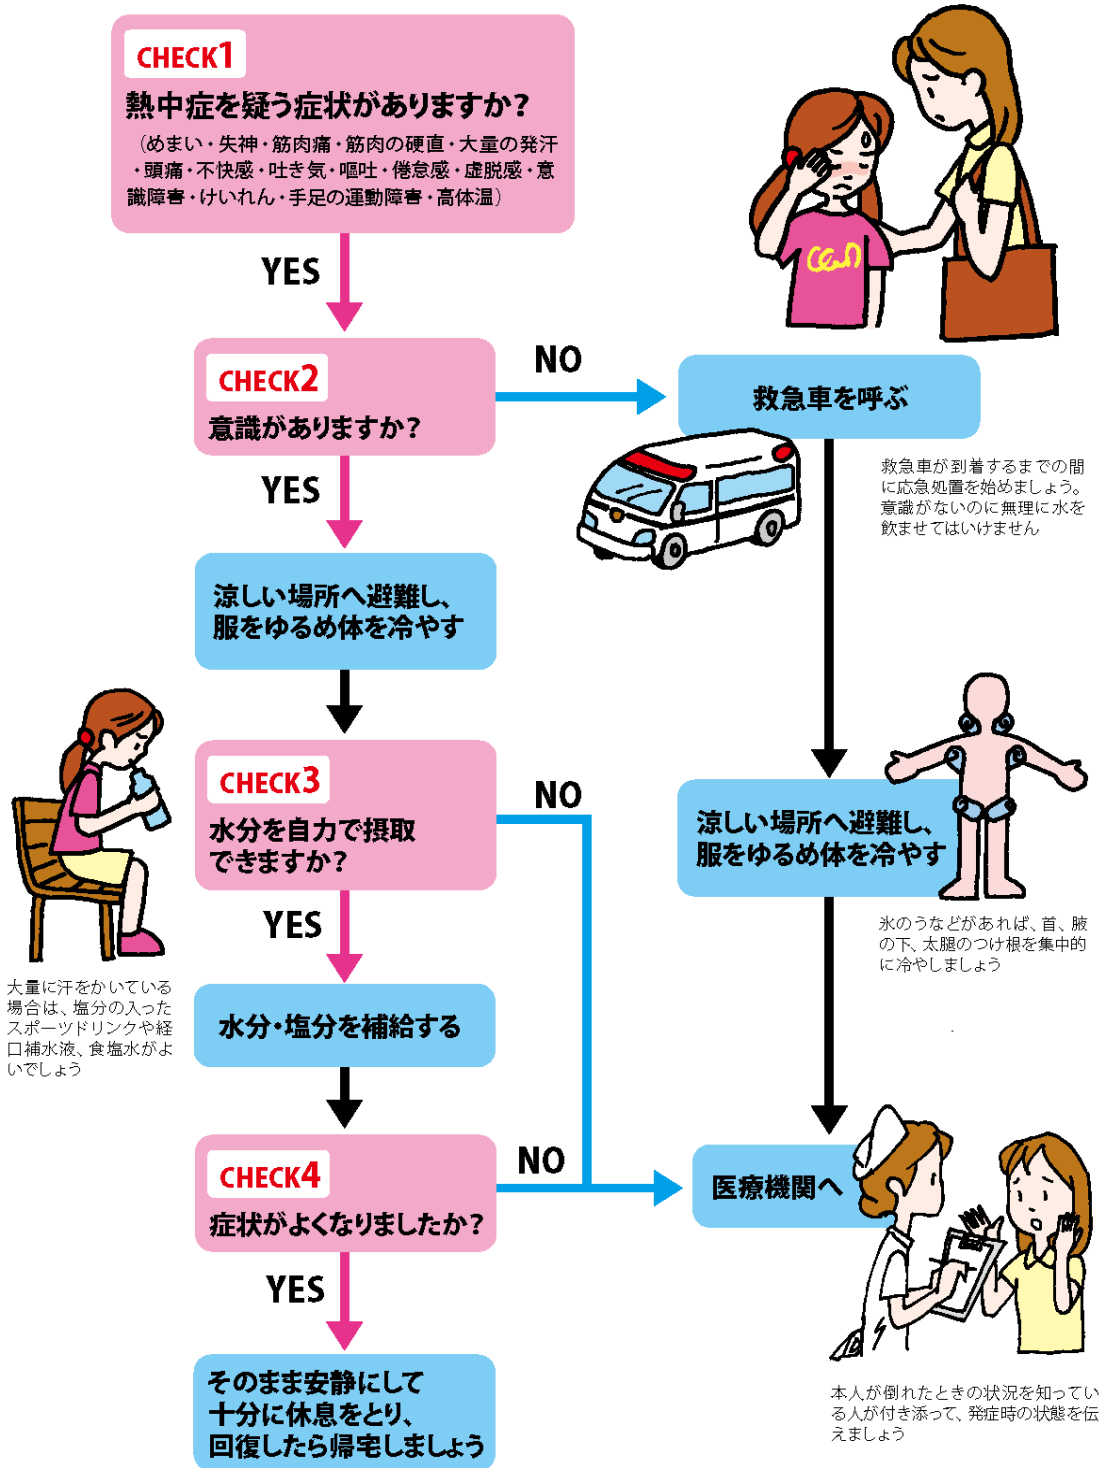 CHECK1
熱中症を疑う症状がありますか？
（めまい・失神・筋肉痛・筋肉の硬直・大量の発汗
・頭痛・不快感・吐き気・嘔吐・倦怠感・虚脱感・意
識障害・けいれん・手足の運動障害・高体温）
YES
CHECK2
意識がありますか？
NO
救急車を呼ぶ
救急車が到着するまでの間
に応急処置を始めましょう。
意識がないのに無理に水を
飲ませてはいけません
YES
涼しい場所へ避難し、
服をゆるめ体を冷やす
CHECK3
水分を自力で摂取
できますか？
NO
涼しい場所へ避難し、
服をゆるめ体を冷やす
氷のうなどがあれば、首、腋
の下、太腿のつけ根を集中的
に冷やしましょう
YES
大量に汗をかいている
場合は、塩分の入った
スポーツドリンクや経
口補水液、食塩水がよ
いでしょう
水分・塩分を補給する
CHECK4
症状がよくなりましたか？
NO
医療機関へ
YES
そのまま安静にして
十分に休息をとり、
回復したら帰宅しましょう
本人が倒れたときの状況を知ってい
る人が付き添って、発症時の状態を伝
えましょう